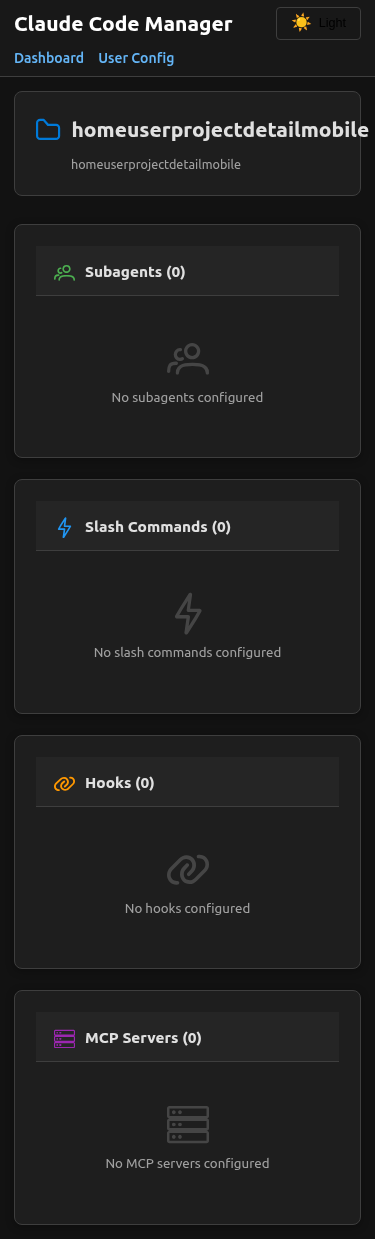 Claude Code Manager
Light
Dashboard User Config
homeuserprojectdetailmobile
homeuserprojectdetailmobile
Subagents (0)
No subagents configured
Slash Commands (0)
No slash commands configured
Hooks (0)
No hooks configured
MCP Servers (0)
No MCP servers configured